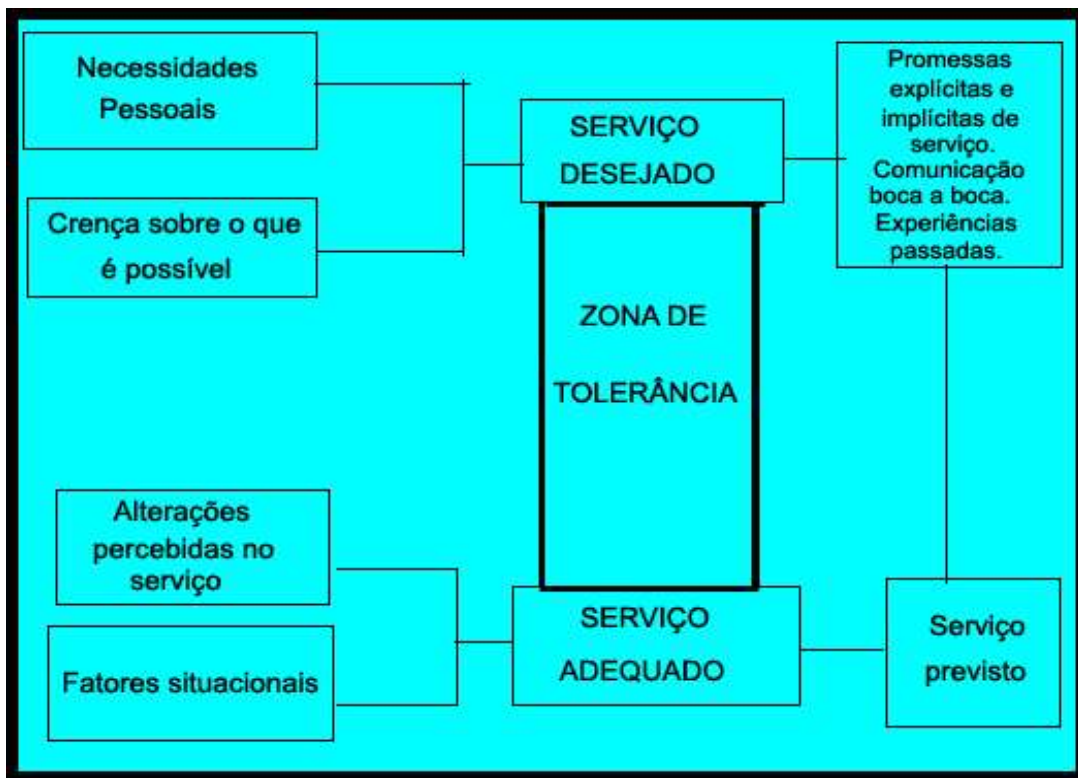 Necessidades
Pessoais
Crença sobre o que
é possível
SERVIÇO
DESEJADO
Promessas
explícitas e
implícitas de
serviço.
Comunicação
boca a boca.
Experiências
passadas.
ZONA DE
TOLERÂNCIA
Alterações
percebidas no
serviço
Fatores situacionais
SERVIÇO
ADEQUADO
Serviço
previsto